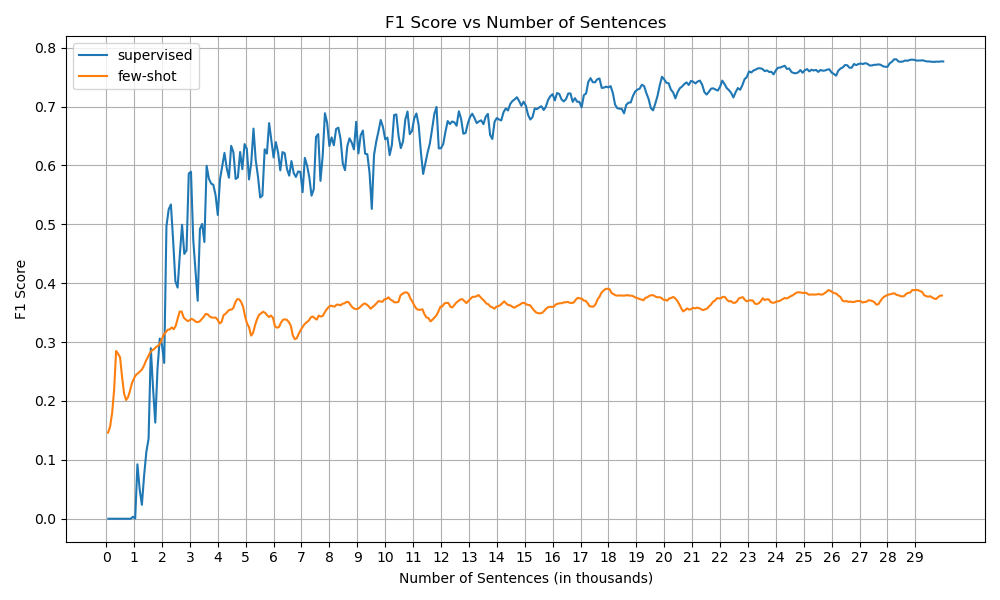 F1 Score vs Number of Sentences
supervised
few-shot
F1 Score
0.8
0.7
0.6
0.5
0.4
0.3
0.2
0.1
0.0
0 1 2 3 4 5 6 7 8 9 10 11 12 13 14 15 16 17 18 19 20 21 22 23 24 25 26 27 28 29
Number of Sentences (in thousands)